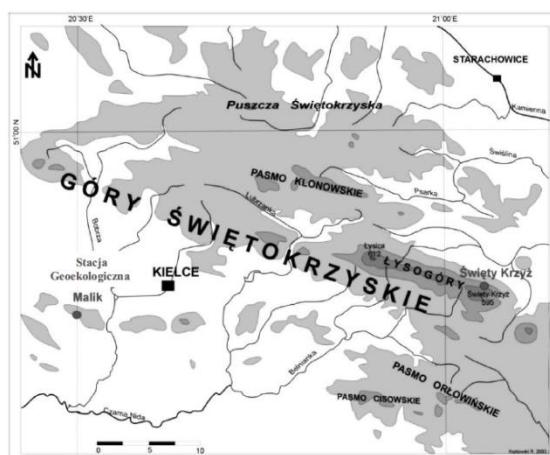 20°30'E
21°00'E
N
STARACHOWICE
Kamienna
Puszcza Świętokrzyska
51°00'N
Świślina
PASMO KLONOWSKIE
Psarka
GÓRY ŚWIĘTOKRZYSKIE
Lubrzanka
Bobrza
Łysica
612
ŁYSOGÓRY
Stacja
Geoekologiczna
KIELCE
Święty Krzyż
Malik
Święty Krzyż
595
Belnianka
PASMO ORŁOWIŃSKIE
PASMO CISOWSKIE
Czarna Nida
0
5
10